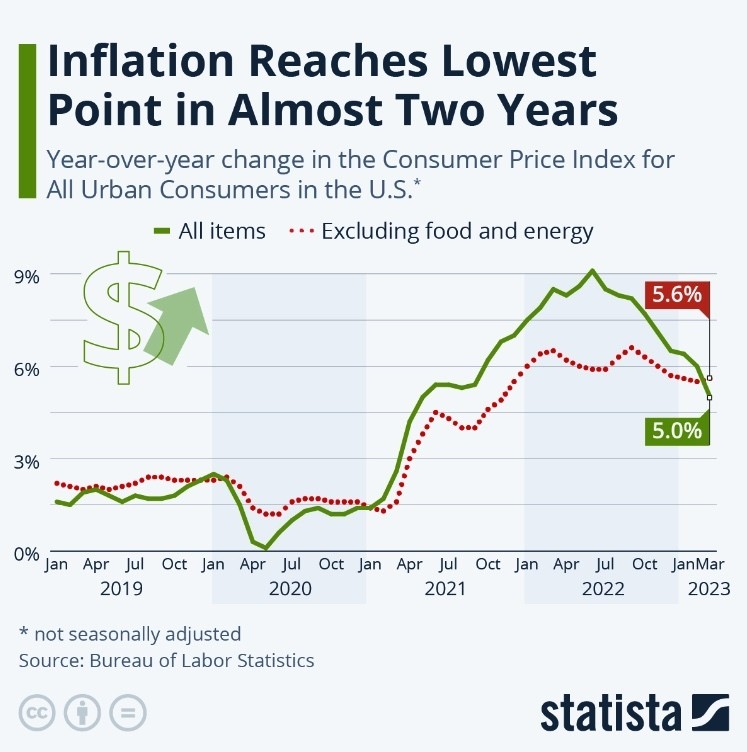 Inflation Reaches Lowest
Point in Almost Two Years
Year-over-year change in the Consumer Price Index for
All Urban Consumers in the U.S.*
All items Excluding food and energy
$
9%
5.6%
6%
5.0%
3%
0%
Jan Apr Jul Oct Jan Apr Jul Oct Jan Apr Jul Oct Jan Apr Jul Oct Jan Mar
2019 2020 2021 2022 2023
* not seasonally adjusted
Source: Bureau of Labor Statistics
cc =
statista